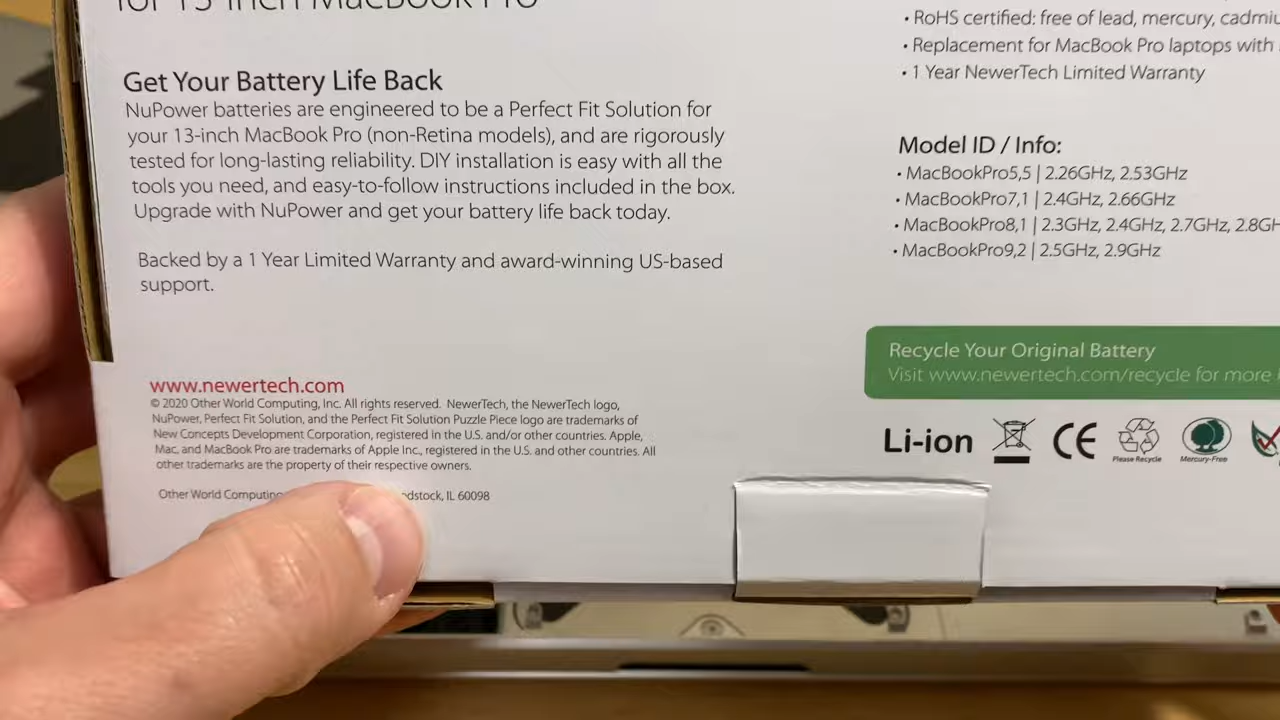 for 13-inch MacBook Pro
Get Your Battery Life Back
NuPower batteries are engineered to be a Perfect Fit Solution for
your 13-inch MacBook Pro (non-Retina models), and are rigorously
tested for long-lasting reliability. DIY installation is easy with all the
tools you need, and easy-to-follow instructions included in the box.
Upgrade with NuPower and get your battery life back today.
Backed by a 1 Year Limited Warranty and award-winning US-based
support.
www.newertech.com
© 2020 Other World Computing, Inc. All rights reserved. NewerTech, the NewerTech logo,
NuPower, Perfect Fit Solution, and the Perfect Fit Solution Puzzle Piece logo are trademarks of
New Concepts Development Corporation, registered in the U.S. and/or other countries. Apple,
Mac, and MacBook Pro are trademarks of Apple Inc., registered in the U.S. and other countries. All
other trademarks are the property of their respective owners.
Other World Computing dstock, IL 60098
• RoHS certified: free of lead, mercury, cadmiu
• Replacement for MacBook Pro laptops with
• 1 Year NewerTech Limited Warranty
Model ID / Info:
• MacBookPro5,5 | 2.26GHz, 2.53GHz
• MacBookPro7,1 | 2.4GHz, 2.66GHz
• MacBookPro8,1 | 2.3GHz, 2.4GHz, 2.7GHz, 2.8GH
• MacBookPro9,2 | 2.5GHz, 2.9GHz
Recycle Your Original Battery
Visit www.newertech.com/recycle for more
Li-ion CE
Please Recycle
Mercury-Free